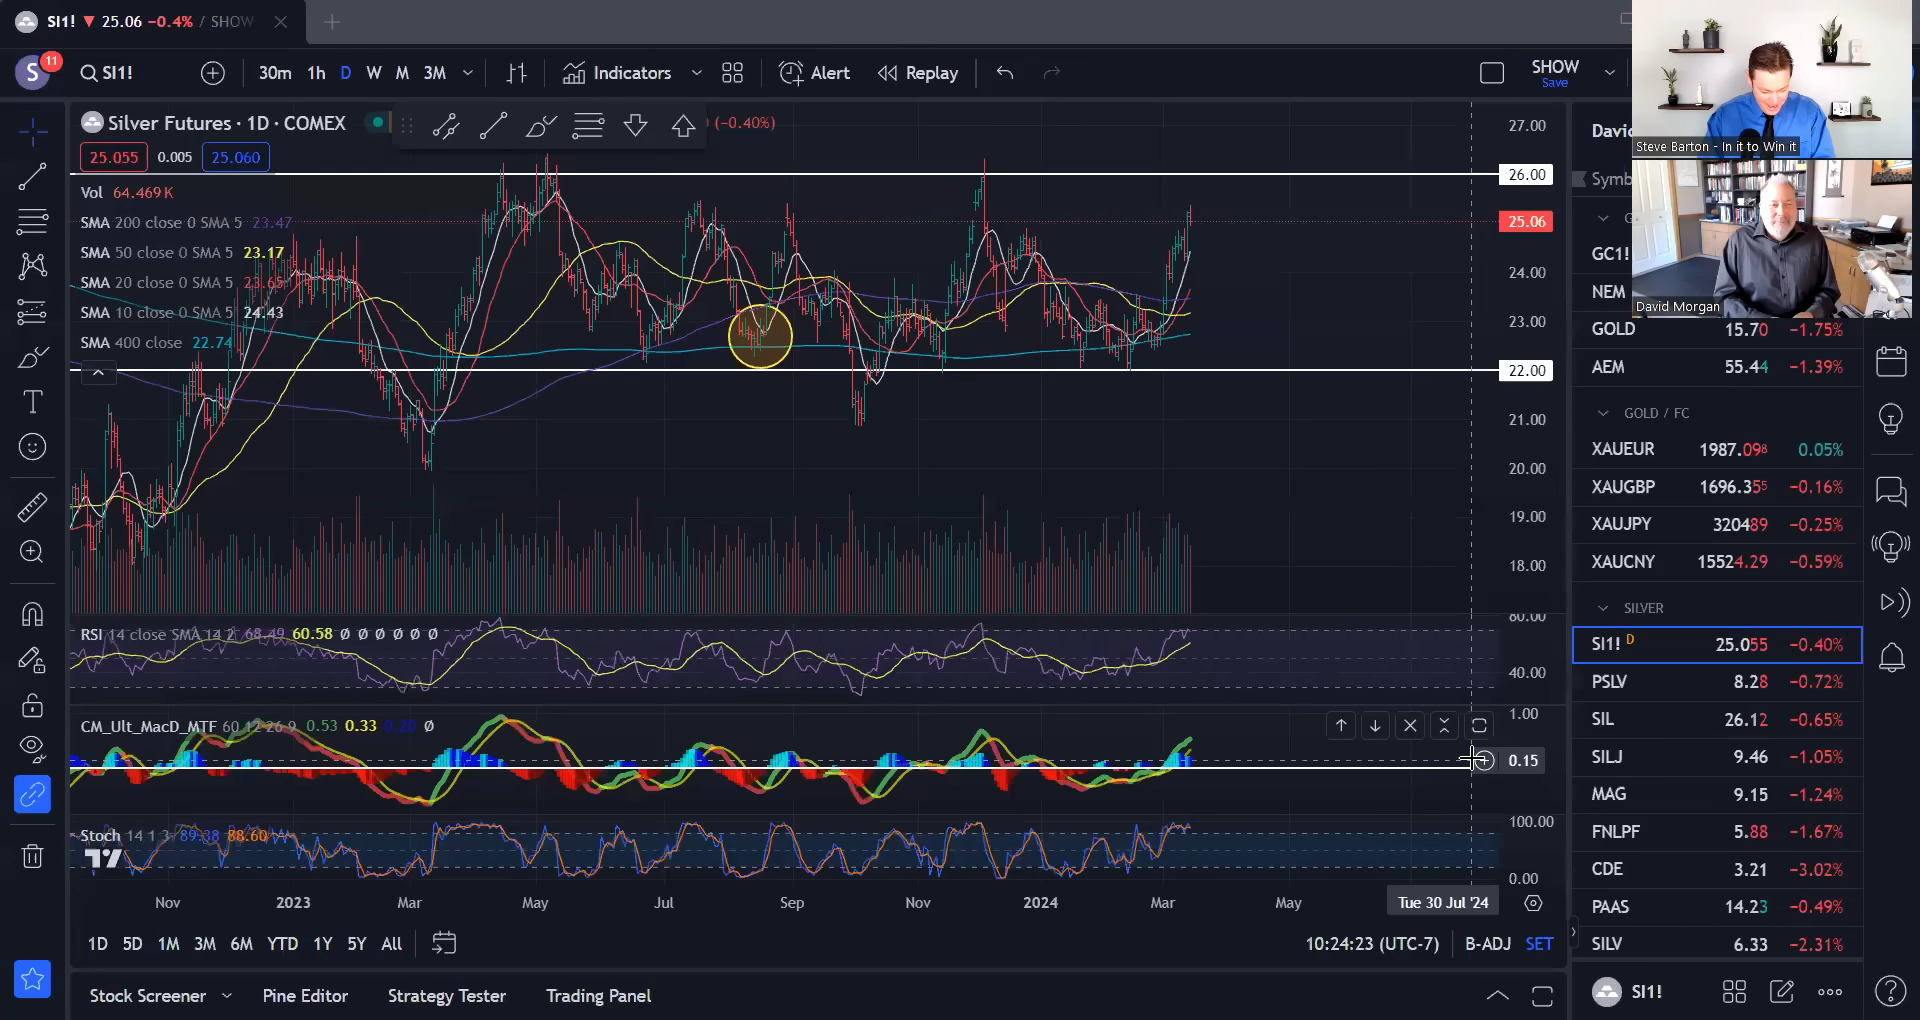 SI1! ▼ 25.06 −0.4% / SHOW
S 11 SI1! 30m 1h D W M 3M Indicators Alert Replay SHOW
Save
Silver Futures · 1D · COMEX (−0.40%)
25.055 0.005 25.060
Vol 64.469K
SMA 200 close 0 SMA 5 23.47
SMA 50 close 0 SMA 5 23.17
SMA 20 close 0 SMA 5 23.65
SMA 10 close 0 SMA 5 24.43
SMA 400 close 22.74
27.00
26.00
25.06
24.00
23.00
22.00
21.00
20.00
19.00
18.00
RSI 14 close SMA 14 2 68.49 60.58 Ø Ø Ø Ø Ø Ø
80.00
40.00
CM_Ult_MacD_MTF 60 12 26 9 0.53 0.33 0.20 Ø
1.00
0.15
Stoch 14 1 3 89.38 88.60
100.00
0.00
Nov 2023 Mar May Jul Sep Nov 2024 Mar May Tue 30 Jul '24
1D 5D 1M 3M 6M YTD 1Y 5Y All 10:24:23 (UTC-7) B-ADJ SET
Stock Screener Pine Editor Strategy Tester Trading Panel
Steve Barton - In it to Win it
David Morgan
Davi
Symb
G
GC1!
NEM
GOLD 15.70 −1.75%
AEM 55.44 −1.39%
GOLD / FC
XAUEUR 1987.098 0.05%
XAUGBP 1696.355 −0.16%
XAUJPY 320489 −0.25%
XAUCNY 15524.29 −0.59%
SILVER
SI1! D 25.055 −0.40%
PSLV 8.28 −0.72%
SIL 26.12 −0.65%
SILJ 9.46 −1.05%
MAG 9.15 −1.24%
FNLPF 5.88 −1.67%
CDE 3.21 −3.02%
PAAS 14.23 −0.49%
SILV 6.33 −2.31%
SI1!